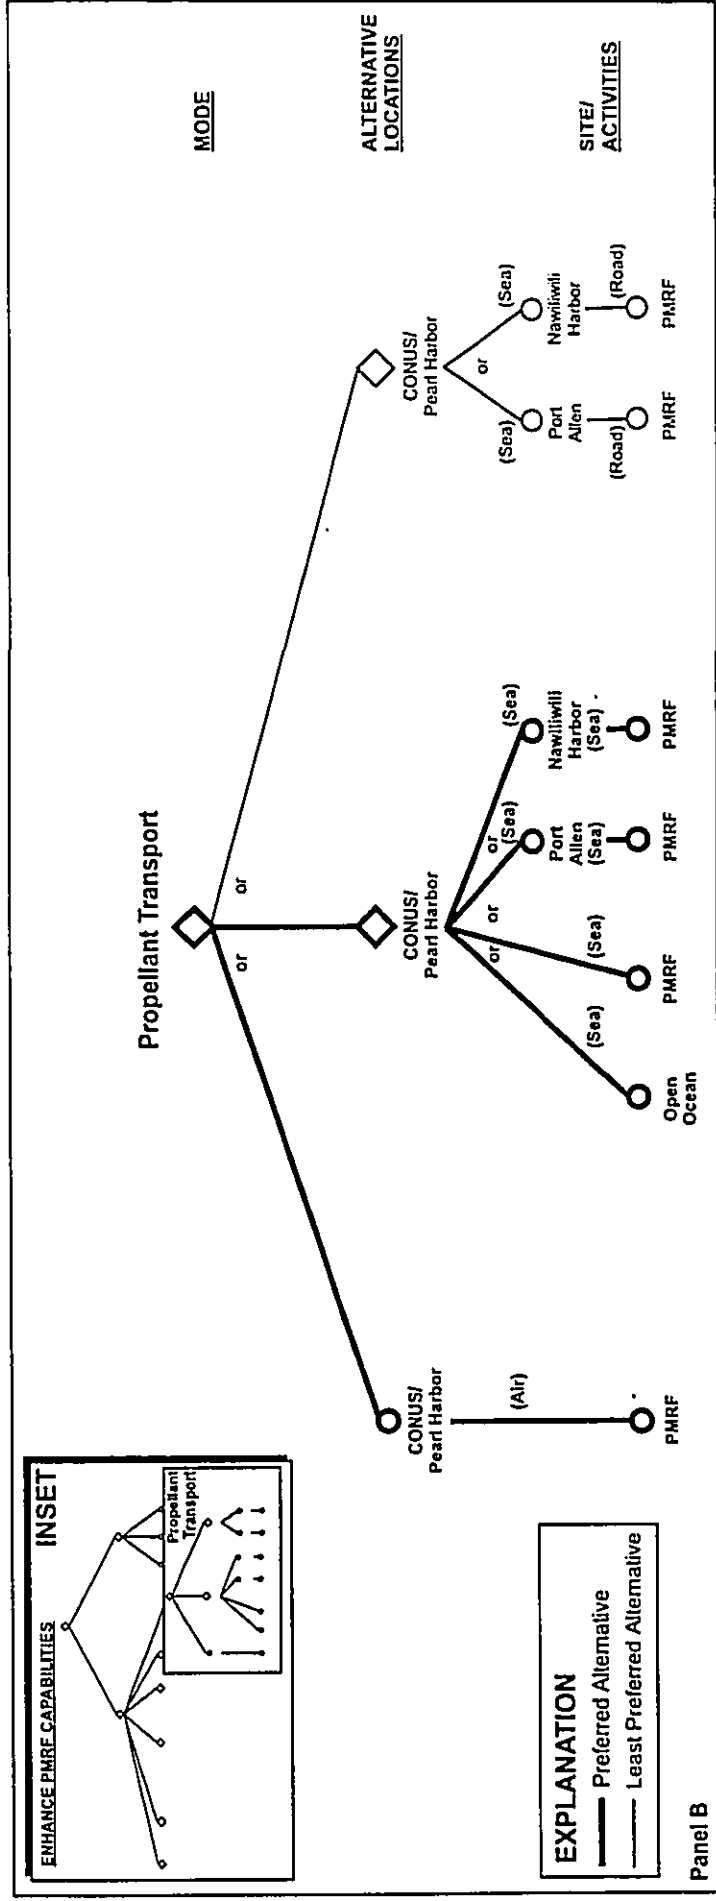 INSET
ENHANCE PMRF CAPABILITIES
Propellant
Transport
Propellant Transport
MODE
or
or
or
ALTERNATIVE
LOCATIONS
CONUS/
Pearl Harbor
CONUS/
Pearl Harbor
CONUS/
Pearl Harbor
(Air)
or
or
or
or
(Sea)
(Sea)
(Sea)
(Sea)
(Sea)
(Sea)
Port
Allen
(Sea)
Nawiliwili
Harbor
(Sea)
Port
Allen
Nawiliwili
Harbor
(Road)
(Road)
SITE/
ACTIVITIES
PMRF
Open
Ocean
PMRF
PMRF
PMRF
PMRF
PMRF
EXPLANATION
Preferred Alternative
Least Preferred Alternative
Panel B